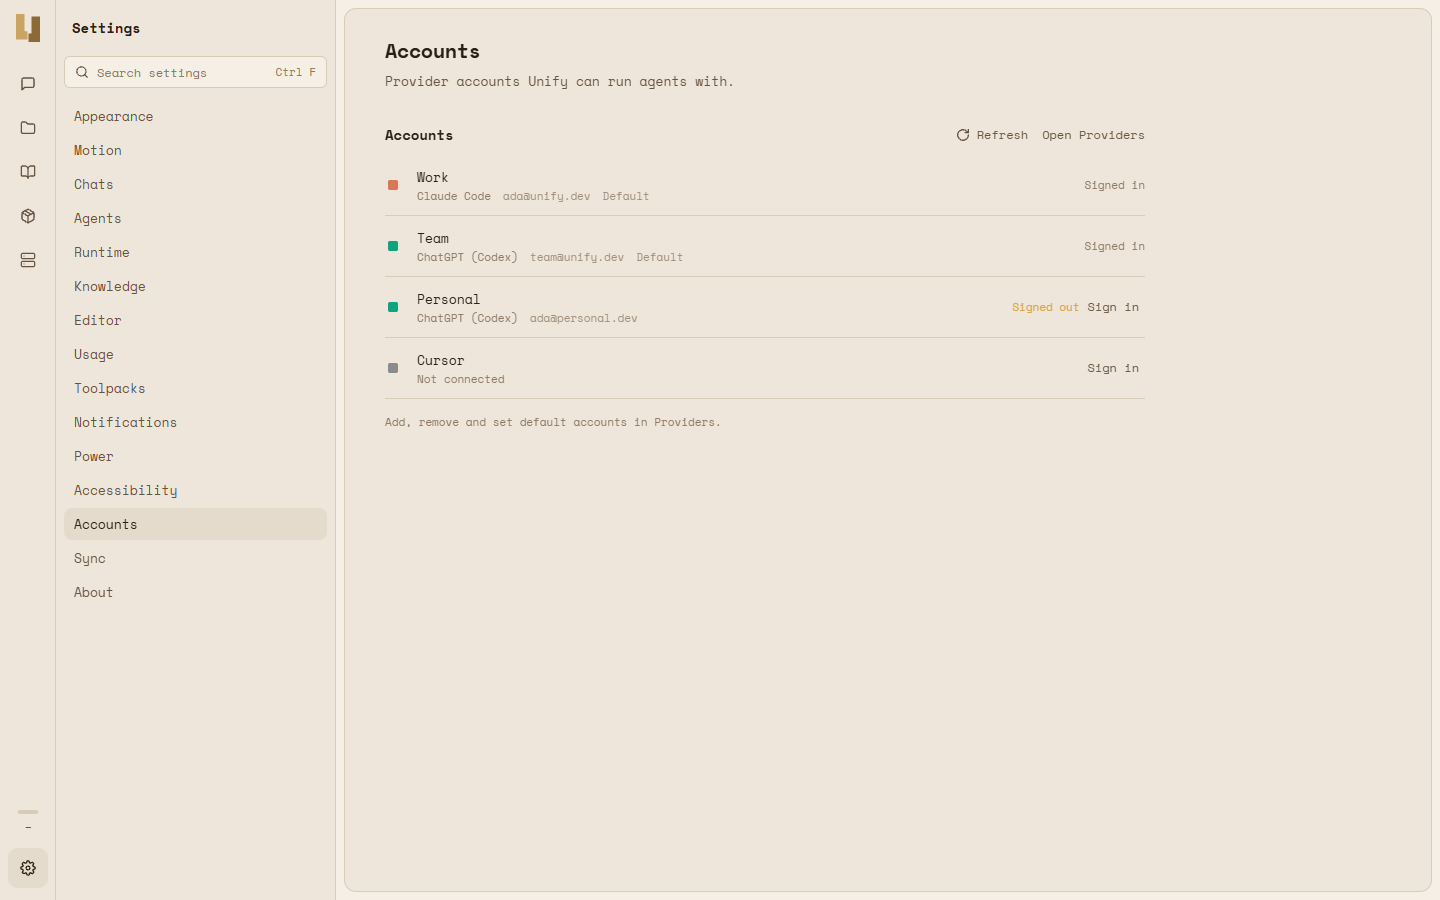 Settings
Search settings Ctrl F
Appearance
Motion
Chats
Agents
Runtime
Knowledge
Editor
Usage
Toolpacks
Notifications
Power
Accessibility
Accounts
Sync
About
Accounts
Provider accounts Unify can run agents with.
Accounts Refresh Open Providers
Work
Claude Code ada@unify.dev Default
Signed in
Team
ChatGPT (Codex) team@unify.dev Default
Signed in
Personal
ChatGPT (Codex) ada@personal.dev
Signed out Sign in
Cursor
Not connected
Sign in
Add, remove and set default accounts in Providers.